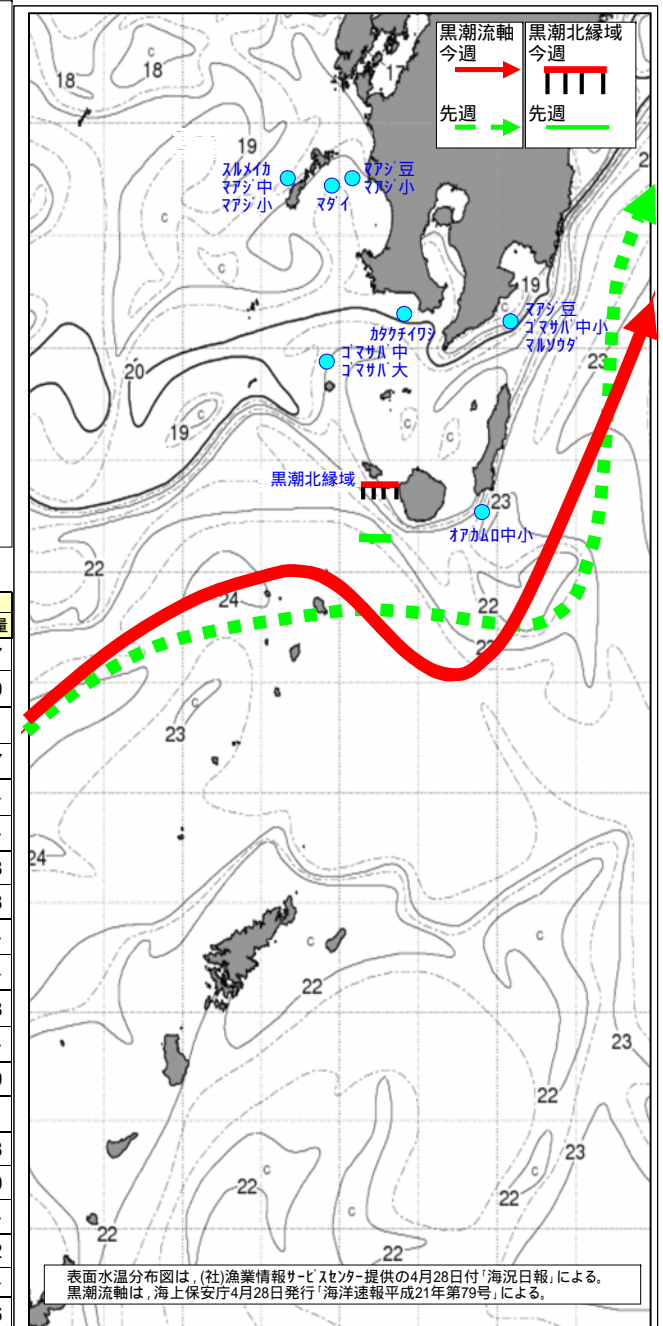 黒潮流軸
今週
先週
黒潮北縁域
今週
先週
18
18
17
19
スルメイカ
マアジ中
マアジ小
マダイ
マアジ豆
マアジ小
19
マアジ豆
ゴマサバ中小
マルソウダ
カタクチイワシ
ゴマサバ中
ゴマサバ大
20
23
19
黒潮北縁域
23
オアカムロ中小
22
24
22
23
24
22
23
22
23
22
22
22
22
表面水温分布図は,(社)漁業情報サービスセンター提供の4月28日付「海況日報」による。
黒潮流軸は,海上保安庁4月28日発行「海洋速報平成21年第79号」による。
量